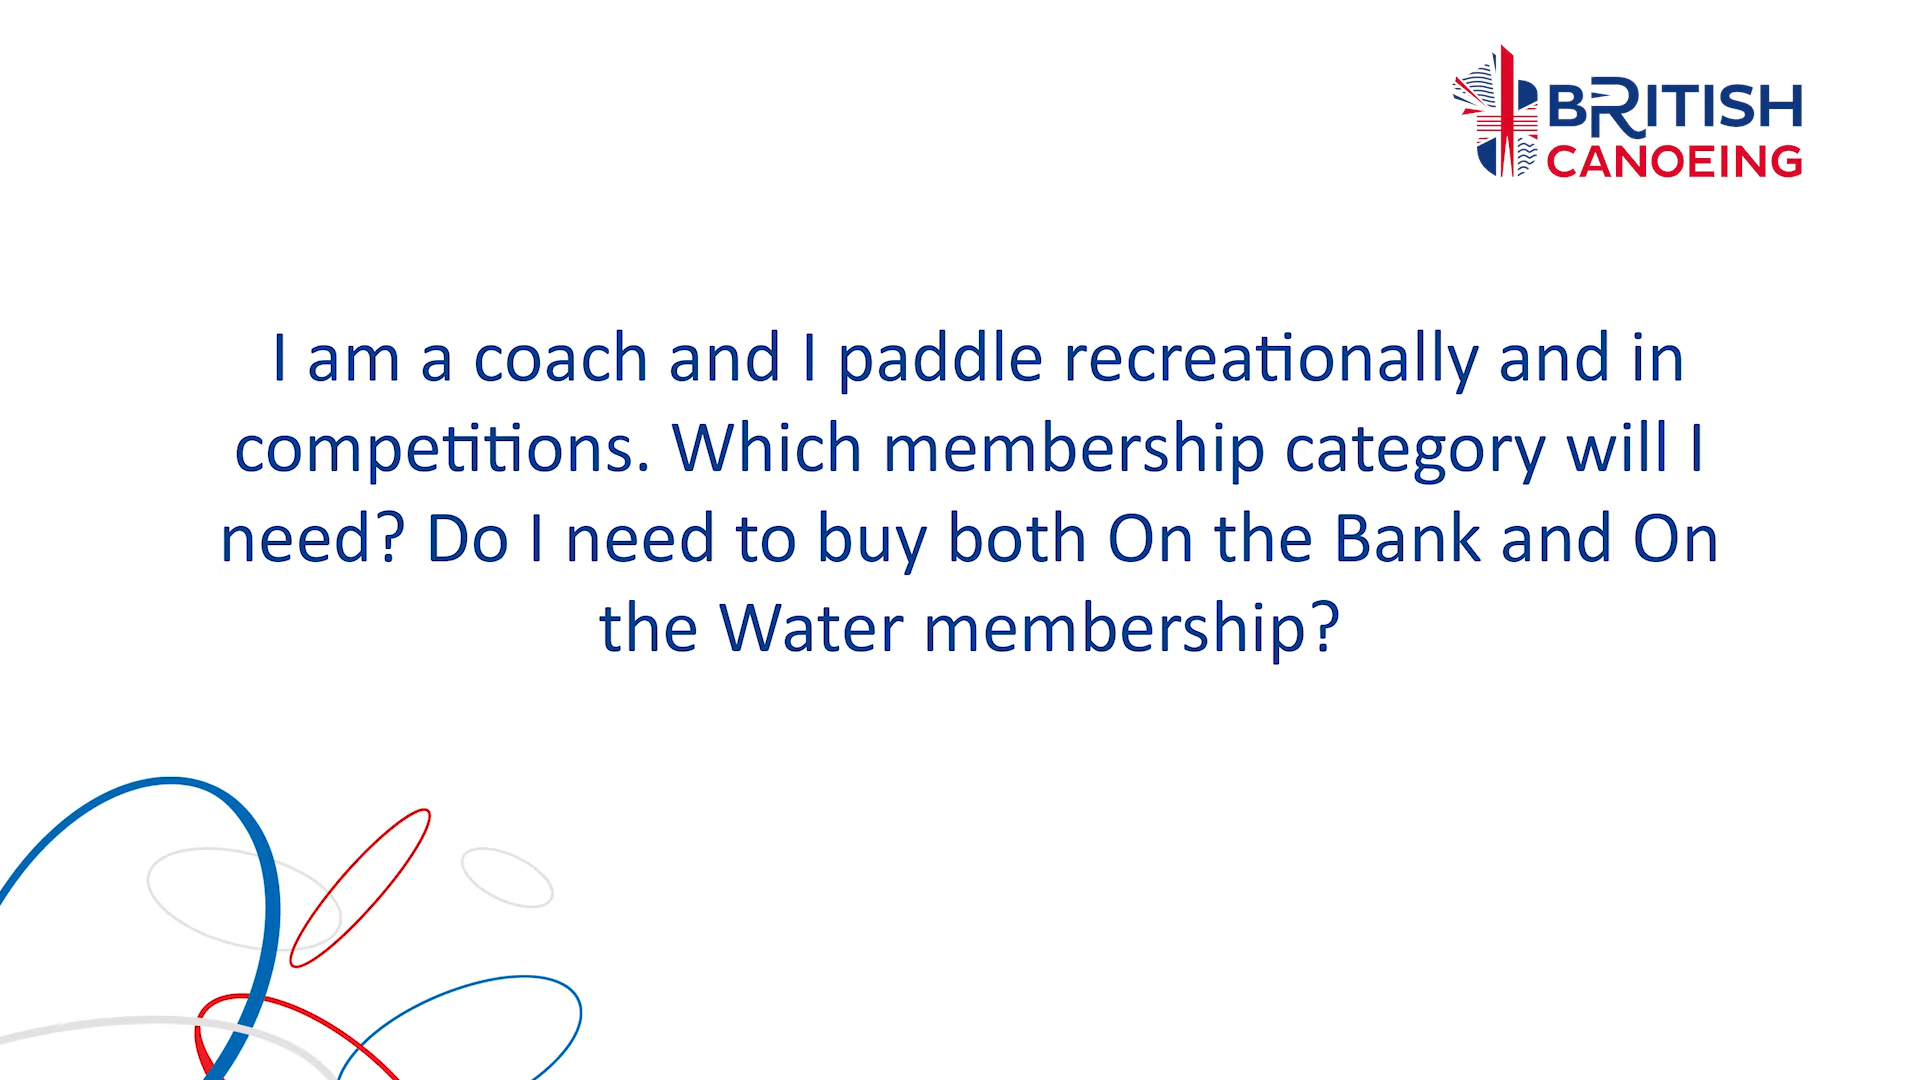 BRITISH
CANOEING
I am a coach and I paddle recreationally and in
competitions. Which membership category will I
need? Do I need to buy both On the Bank and On
the Water membership?